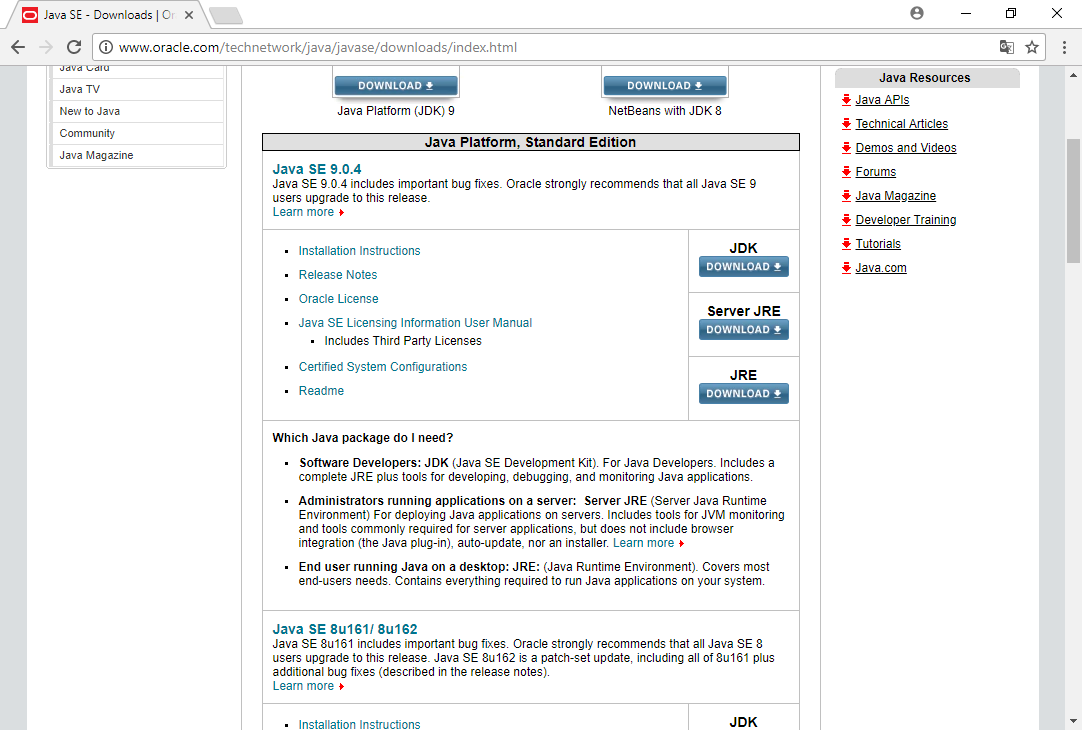 Java SE - Downloads | Or
www.oracle.com/technetwork/java/javase/downloads/index.html
Java Card
Java TV
New to Java
Community
Java Magazine
DOWNLOAD
Java Platform (JDK) 9
DOWNLOAD
NetBeans with JDK 8
Java Platform, Standard Edition
Java SE 9.0.4
Java SE 9.0.4 includes important bug fixes. Oracle strongly recommends that all Java SE 9
users upgrade to this release.
Learn more
Installation Instructions
Release Notes
Oracle License
Java SE Licensing Information User Manual
Includes Third Party Licenses
Certified System Configurations
Readme
JDK
DOWNLOAD
Server JRE
DOWNLOAD
JRE
DOWNLOAD
Which Java package do I need?
Software Developers: JDK (Java SE Development Kit). For Java Developers. Includes a
complete JRE plus tools for developing, debugging, and monitoring Java applications.
Administrators running applications on a server: Server JRE (Server Java Runtime
Environment) For deploying Java applications on servers. Includes tools for JVM monitoring
and tools commonly required for server applications, but does not include browser
integration (the Java plug-in), auto-update, nor an installer. Learn more
End user running Java on a desktop: JRE: (Java Runtime Environment). Covers most
end-users needs. Contains everything required to run Java applications on your system.
Java SE 8u161/ 8u162
Java SE 8u161 includes important bug fixes. Oracle strongly recommends that all Java SE 8
users upgrade to this release. Java SE 8u162 is a patch-set update, including all of 8u161 plus
additional bug fixes (described in the release notes).
Learn more
Installation Instructions
JDK
Java Resources
Java APIs
Technical Articles
Demos and Videos
Forums
Java Magazine
Developer Training
Tutorials
Java.com